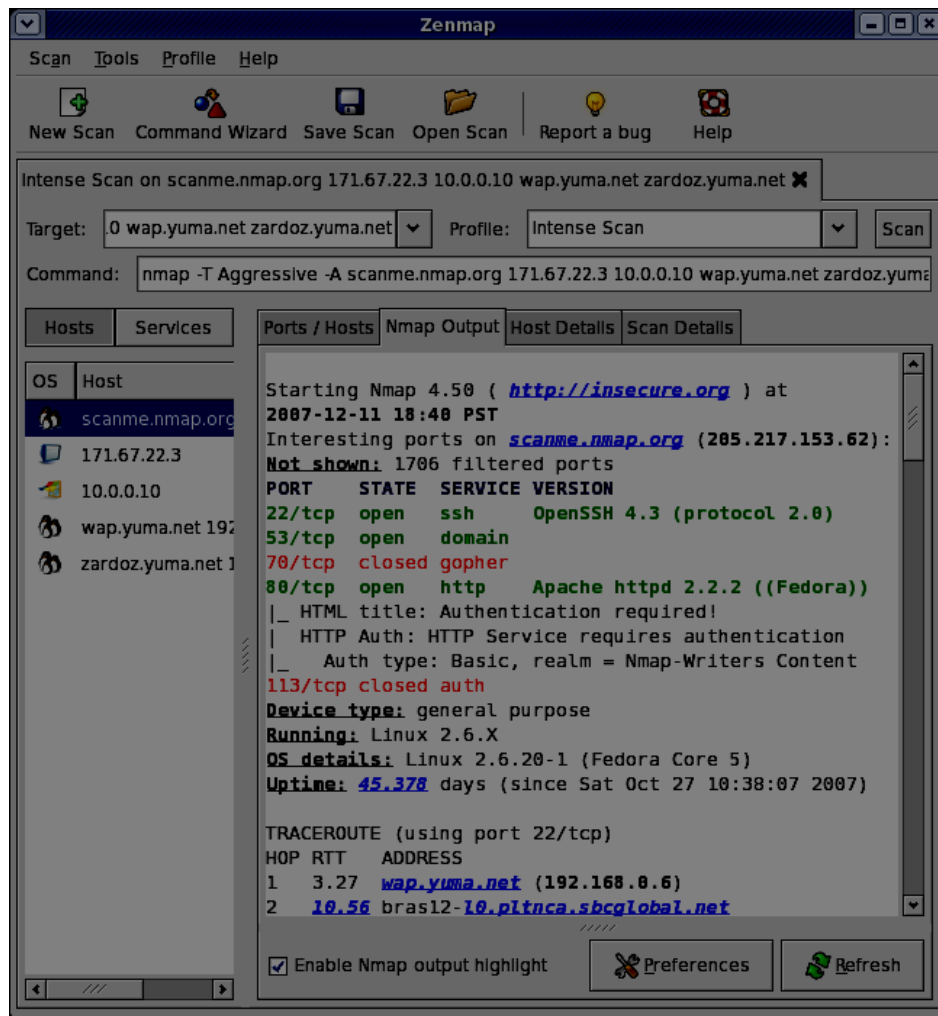 Zenmap
Scan Tools Profile Help
New Scan Command Wizard Save Scan Open Scan Report a bug Help
Intense Scan on scanme.nmap.org 171.67.22.3 10.0.0.10 wap.yuma.net zardoz.yuma.net
Target: .0 wap.yuma.net zardoz.yuma.net Profile: Intense Scan Scan
Command: nmap -T Aggressive -A scanme.nmap.org 171.67.22.3 10.0.0.10 wap.yuma.net zardoz.yuma
Hosts Services
OS Host
scanme.nmap.org
171.67.22.3
10.0.0.10
wap.yuma.net 192
zardoz.yuma.net 1
Ports / Hosts Nmap Output Host Details Scan Details
Starting Nmap 4.50 ( http://insecure.org ) at
2007-12-11 18:40 PST
Interesting ports on scanme.nmap.org (205.217.153.62):
Not shown: 1706 filtered ports
PORT STATE SERVICE VERSION
22/tcp open ssh OpenSSH 4.3 (protocol 2.0)
53/tcp open domain
70/tcp closed gopher
80/tcp open http Apache httpd 2.2.2 ((Fedora))
|_ HTML title: Authentication required!
| HTTP Auth: HTTP Service requires authentication
|_ Auth type: Basic, realm = Nmap-Writers Content
113/tcp closed auth
Device type: general purpose
Running: Linux 2.6.X
OS details: Linux 2.6.20-1 (Fedora Core 5)
Uptime: 45.378 days (since Sat Oct 27 10:38:07 2007)
TRACEROUTE (using port 22/tcp)
HOP RTT ADDRESS
1 3.27 wap.yuma.net (192.168.0.6)
2 10.56 bras12-l0.pltnca.sbcglobal.net
Enable Nmap output highlight Preferences Refresh